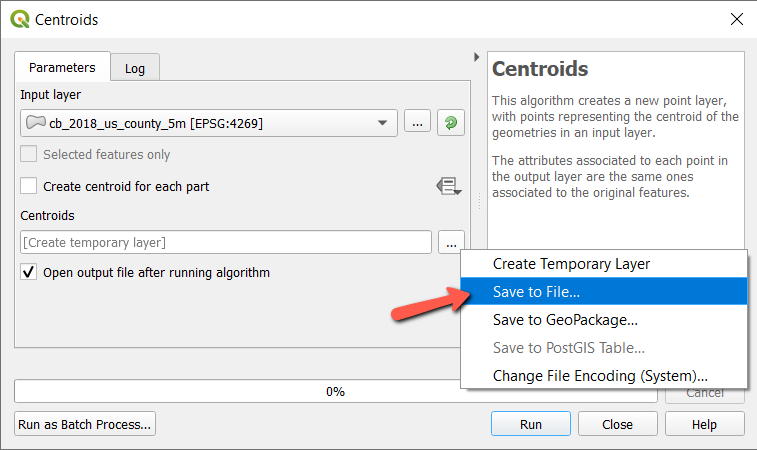 Centroids
Parameters
Log
Input layer
cb_2018_us_county_5m [EPSG:4269]
...
Selected features only
Create centroid for each part
Centroids
[Create temporary layer]
...
Open output file after running algorithm
Centroids
This algorithm creates a new point layer,
with points representing the centroid of the
geometries in an input layer.
The attributes associated to each point in
the output layer are the same ones
associated to the original features.
Create Temporary Layer
Save to File...
Save to GeoPackage...
Save to PostGIS Table...
Change File Encoding (System)...
0%
Cancel
Run as Batch Process...
Run
Close
Help